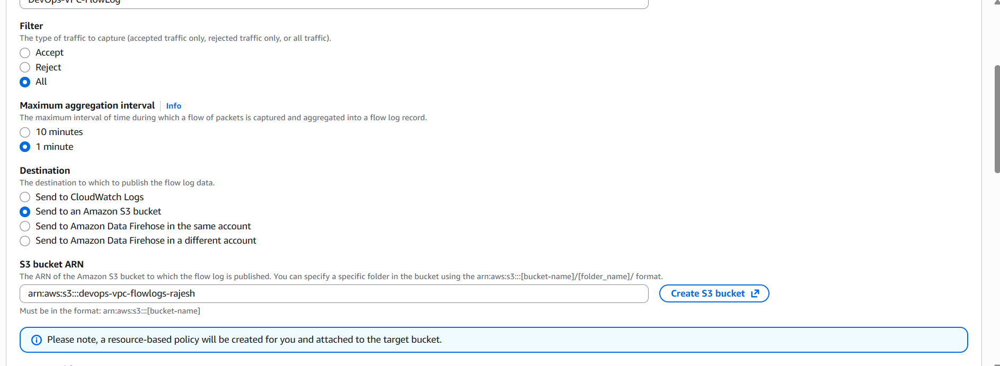 DevOps-VPC-FlowLog
Filter
The type of traffic to capture (accepted traffic only, rejected traffic only, or all traffic).
Accept
Reject
All
Maximum aggregation interval Info
The maximum interval of time during which a flow of packets is captured and aggregated into a flow log record.
10 minutes
1 minute
Destination
The destination to which to publish the flow log data.
Send to CloudWatch Logs
Send to an Amazon S3 bucket
Send to Amazon Data Firehose in the same account
Send to Amazon Data Firehose in a different account
S3 bucket ARN
The ARN of the Amazon S3 bucket to which the flow log is published. You can specify a specific folder in the bucket using the arn:aws:s3:::[bucket-name]/[folder_name]/ format.
arn:aws:s3:::devops-vpc-flowlogs-rajesh Create S3 bucket
Must be in the format: arn:aws:s3:::[bucket-name]
Please note, a resource-based policy will be created for you and attached to the target bucket.